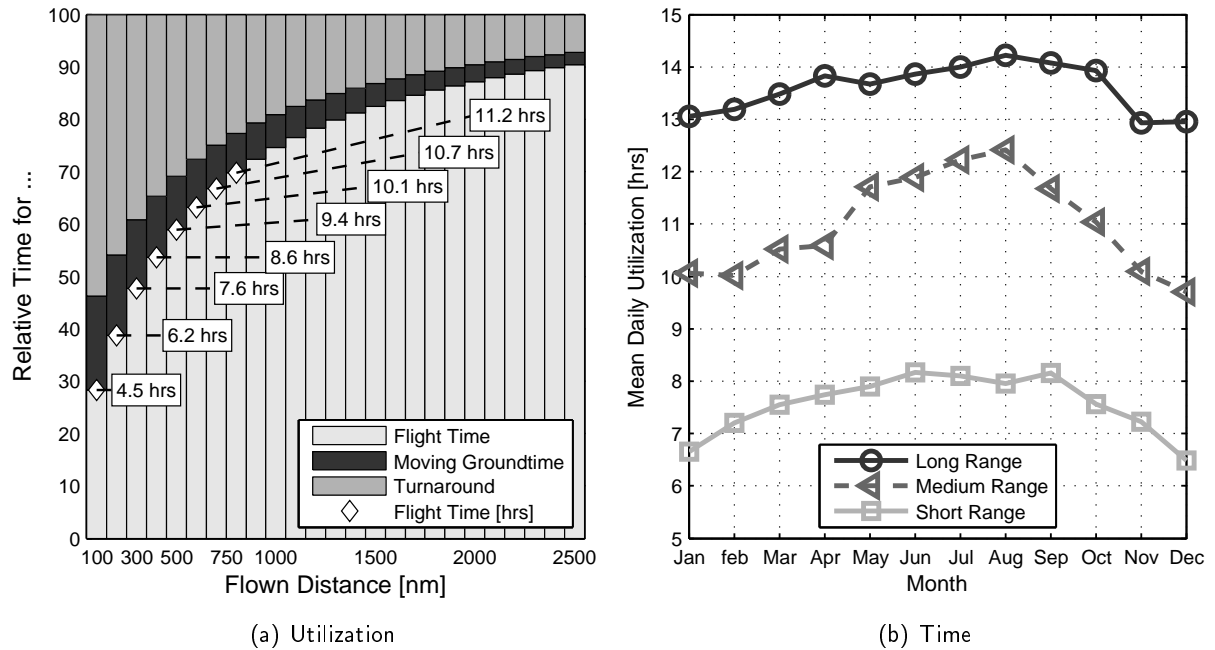 100
90
80
70
60
50
40
30
20
10
0
Relative Time for ...
11.2 hrs
10.7 hrs
10.1 hrs
9.4 hrs
8.6 hrs
7.6 hrs
6.2 hrs
4.5 hrs
Flight Time
Moving Groundtime
Turnaround
Flight Time [hrs]
100 300 500 750 1000 1500 2000 2500
Flown Distance [nm]
(a) Utilization
15
14
13
12
11
10
9
8
7
6
5
Mean Daily Utilization [hrs]
Long Range
Medium Range
Short Range
Jan feb Mar Apr May Jun Jul Aug Sep Oct Nov Dec
Month
(b) Time